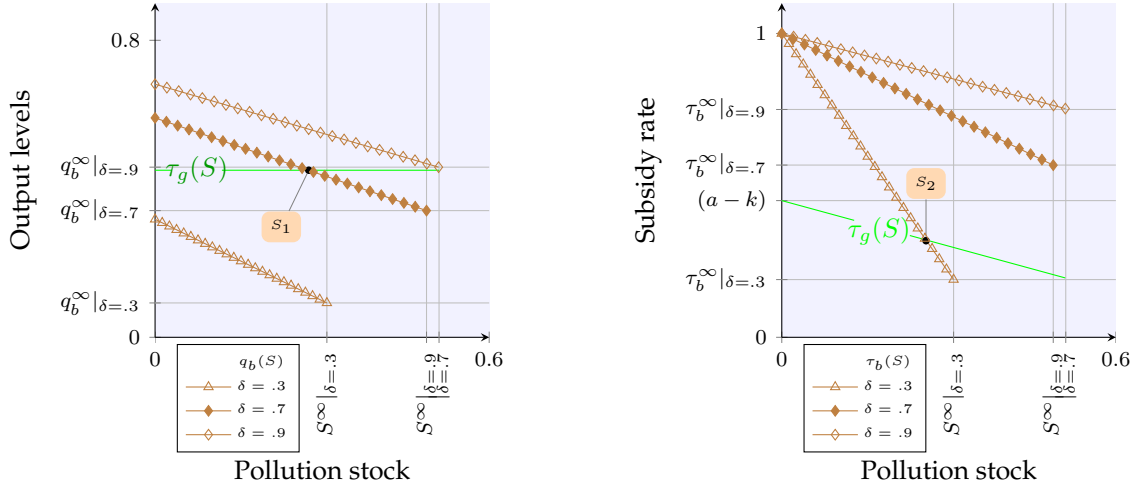 Output levels
0.8
q_b^∞|δ=.9
q_b^∞|δ=.7
q_b^∞|δ=.3
0
τ_g(S)
S_1
0
0.6
S^∞|δ=.3
S^∞|δ=.9
δ=.7
q_b(S)
δ = .3
δ = .7
δ = .9
Pollution stock
Subsidy rate
1
τ_b^∞|δ=.9
τ_b^∞|δ=.7
(a − k)
τ_b^∞|δ=.3
0
τ_g(S)
S_2
0
0.6
S^∞|δ=.3
S^∞|δ=.9
δ=.7
τ_b(S)
δ = .3
δ = .7
δ = .9
Pollution stock